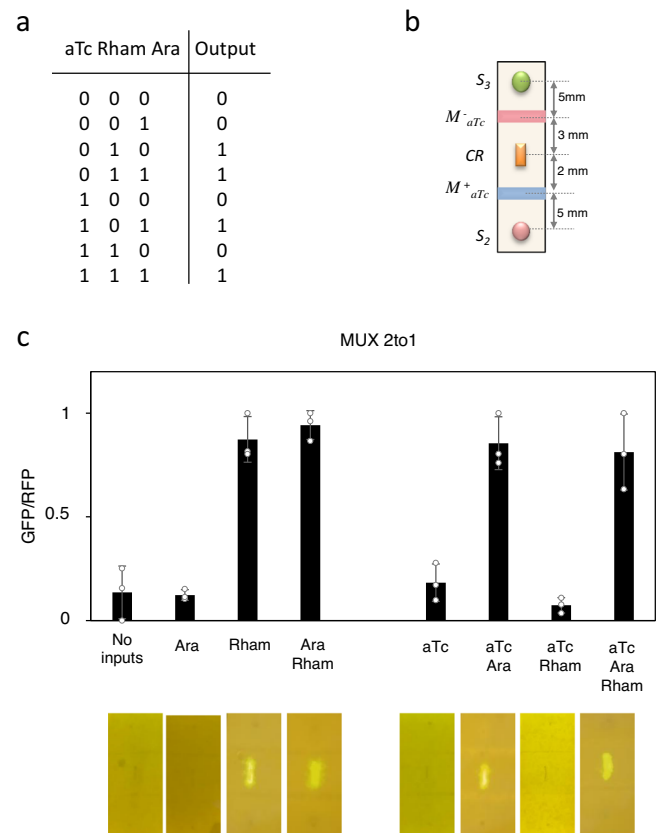 a
aTc Rham Ara Output
0 0 0 0
0 0 1 0
0 1 0 1
0 1 1 1
1 0 0 0
1 0 1 1
1 1 0 0
1 1 1 1
b
S3
5mm
M-aTc
3 mm
CR
2 mm
M+aTc
5 mm
S2
c
MUX 2to1
GFP/RFP
1
0.5
0
No
inputs
Ara
Rham
Ara
Rham
aTc
aTc
Ara
aTc
Rham
aTc
Ara
Rham